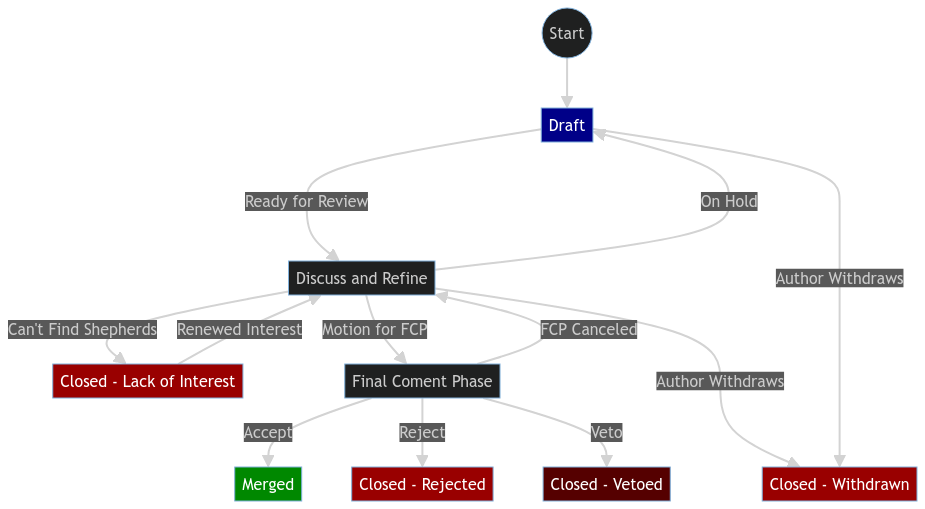 Start
Draft
Ready for Review
On Hold
Discuss and Refine
Author Withdraws
Can't Find Shepherds
Renewed Interest
Motion for FCP
FCP Canceled
Closed - Lack of Interest
Final Coment Phase
Author Withdraws
Accept
Reject
Veto
Merged
Closed - Rejected
Closed - Vetoed
Closed - Withdrawn